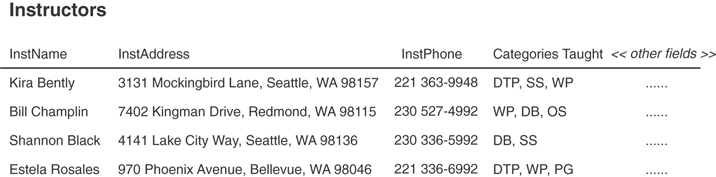 Instructors
InstName InstAddress InstPhone Categories Taught << other fields >>
Kira Bently 3131 Mockingbird Lane, Seattle, WA 98157 221 363-9948 DTP, SS, WP ......
Bill Champlin 7402 Kingman Drive, Redmond, WA 98115 230 527-4992 WP, DB, OS ......
Shannon Black 4141 Lake City Way, Seattle, WA 98136 230 336-5992 DB, SS ......
Estela Rosales 970 Phoenix Avenue, Bellevue, WA 98046 221 336-6992 DTP, WP, PG ......